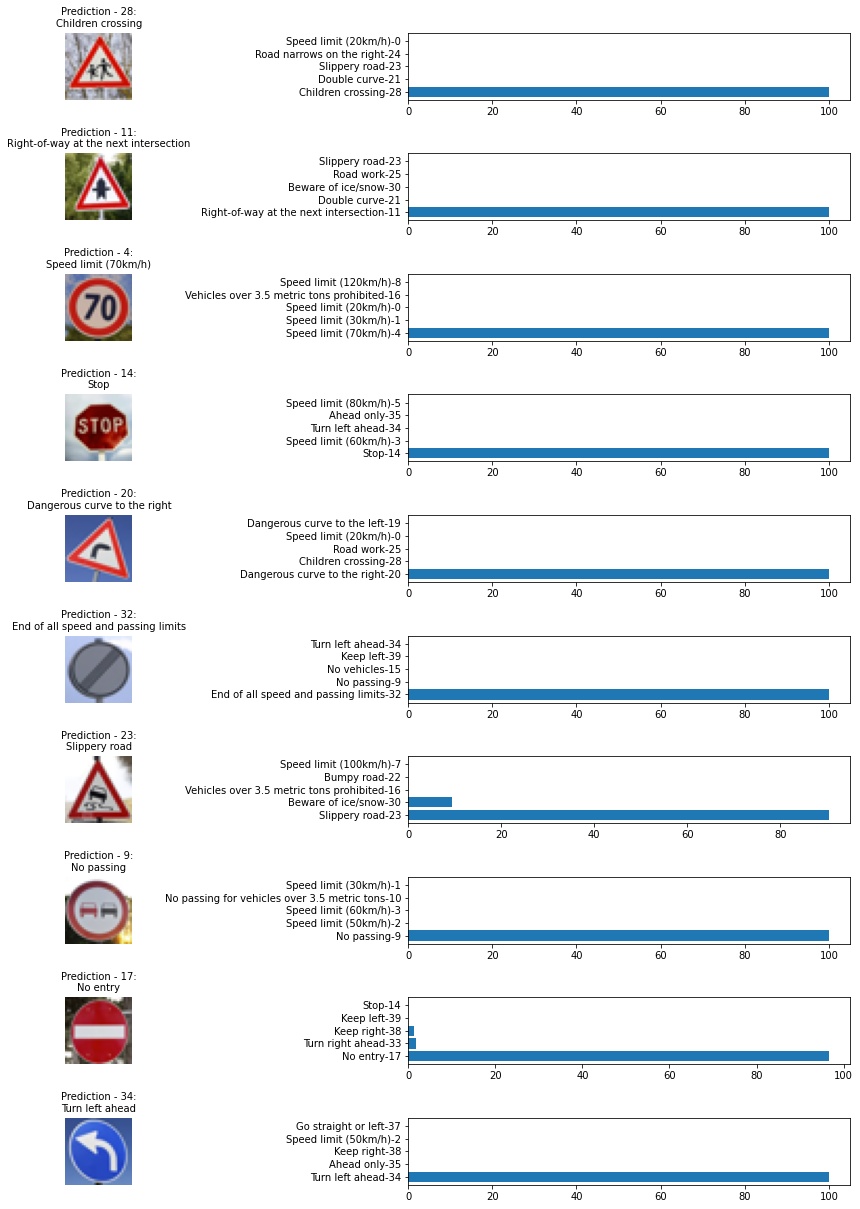 Prediction - 28:
Children crossing
Speed limit (20km/h)-0
Road narrows on the right-24
Slippery road-23
Double curve-21
Children crossing-28
0 20 40 60 80 100
Prediction - 11:
Right-of-way at the next intersection
Slippery road-23
Road work-25
Beware of ice/snow-30
Double curve-21
Right-of-way at the next intersection-11
0 20 40 60 80 100
Prediction - 4:
Speed limit (70km/h)
70
Speed limit (120km/h)-8
Vehicles over 3.5 metric tons prohibited-16
Speed limit (20km/h)-0
Speed limit (30km/h)-1
Speed limit (70km/h)-4
0 20 40 60 80 100
Prediction - 14:
Stop
STOP
Speed limit (80km/h)-5
Ahead only-35
Turn left ahead-34
Speed limit (60km/h)-3
Stop-14
0 20 40 60 80 100
Prediction - 20:
Dangerous curve to the right
Dangerous curve to the left-19
Speed limit (20km/h)-0
Road work-25
Children crossing-28
Dangerous curve to the right-20
0 20 40 60 80 100
Prediction - 32:
End of all speed and passing limits
Turn left ahead-34
Keep left-39
No vehicles-15
No passing-9
End of all speed and passing limits-32
0 20 40 60 80 100
Prediction - 23:
Slippery road
Speed limit (100km/h)-7
Bumpy road-22
Vehicles over 3.5 metric tons prohibited-16
Beware of ice/snow-30
Slippery road-23
0 20 40 60 80
Prediction - 9:
No passing
Speed limit (30km/h)-1
No passing for vehicles over 3.5 metric tons-10
Speed limit (60km/h)-3
Speed limit (50km/h)-2
No passing-9
0 20 40 60 80 100
Prediction - 17:
No entry
Stop-14
Keep left-39
Keep right-38
Turn right ahead-33
No entry-17
0 20 40 60 80 100
Prediction - 34:
Turn left ahead
Go straight or left-37
Speed limit (50km/h)-2
Keep right-38
Ahead only-35
Turn left ahead-34
0 20 40 60 80 100